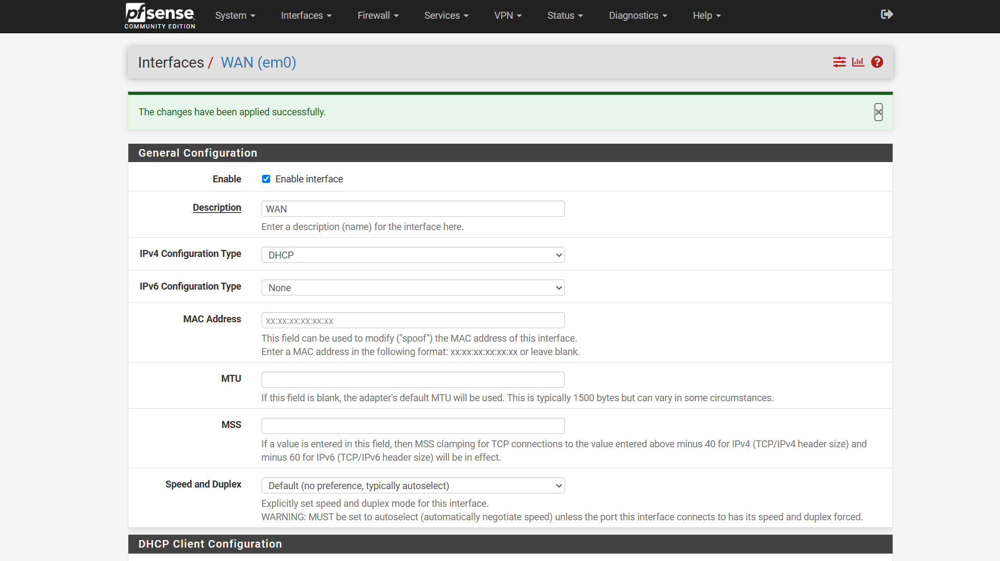 pfsense
COMMUNITY EDITION
System
Interfaces
Firewall
Services
VPN
Status
Diagnostics
Help
Interfaces / WAN (em0)
The changes have been applied successfully.
×
General Configuration
Enable
Enable interface
Description
WAN
Enter a description (name) for the interface here.
IPv4 Configuration Type
DHCP
IPv6 Configuration Type
None
MAC Address
xx:xx:xx:xx:xx:xx
This field can be used to modify ("spoof") the MAC address of this interface.
Enter a MAC address in the following format: xx:xx:xx:xx:xx:xx or leave blank.
MTU
If this field is blank, the adapter's default MTU will be used. This is typically 1500 bytes but can vary in some circumstances.
MSS
If a value is entered in this field, then MSS clamping for TCP connections to the value entered above minus 40 for IPv4 (TCP/IPv4 header size) and
minus 60 for IPv6 (TCP/IPv6 header size) will be in effect.
Speed and Duplex
Default (no preference, typically autoselect)
Explicitly set speed and duplex mode for this interface.
WARNING: MUST be set to autoselect (automatically negotiate speed) unless the port this interface connects to has its speed and duplex forced.
DHCP Client Configuration